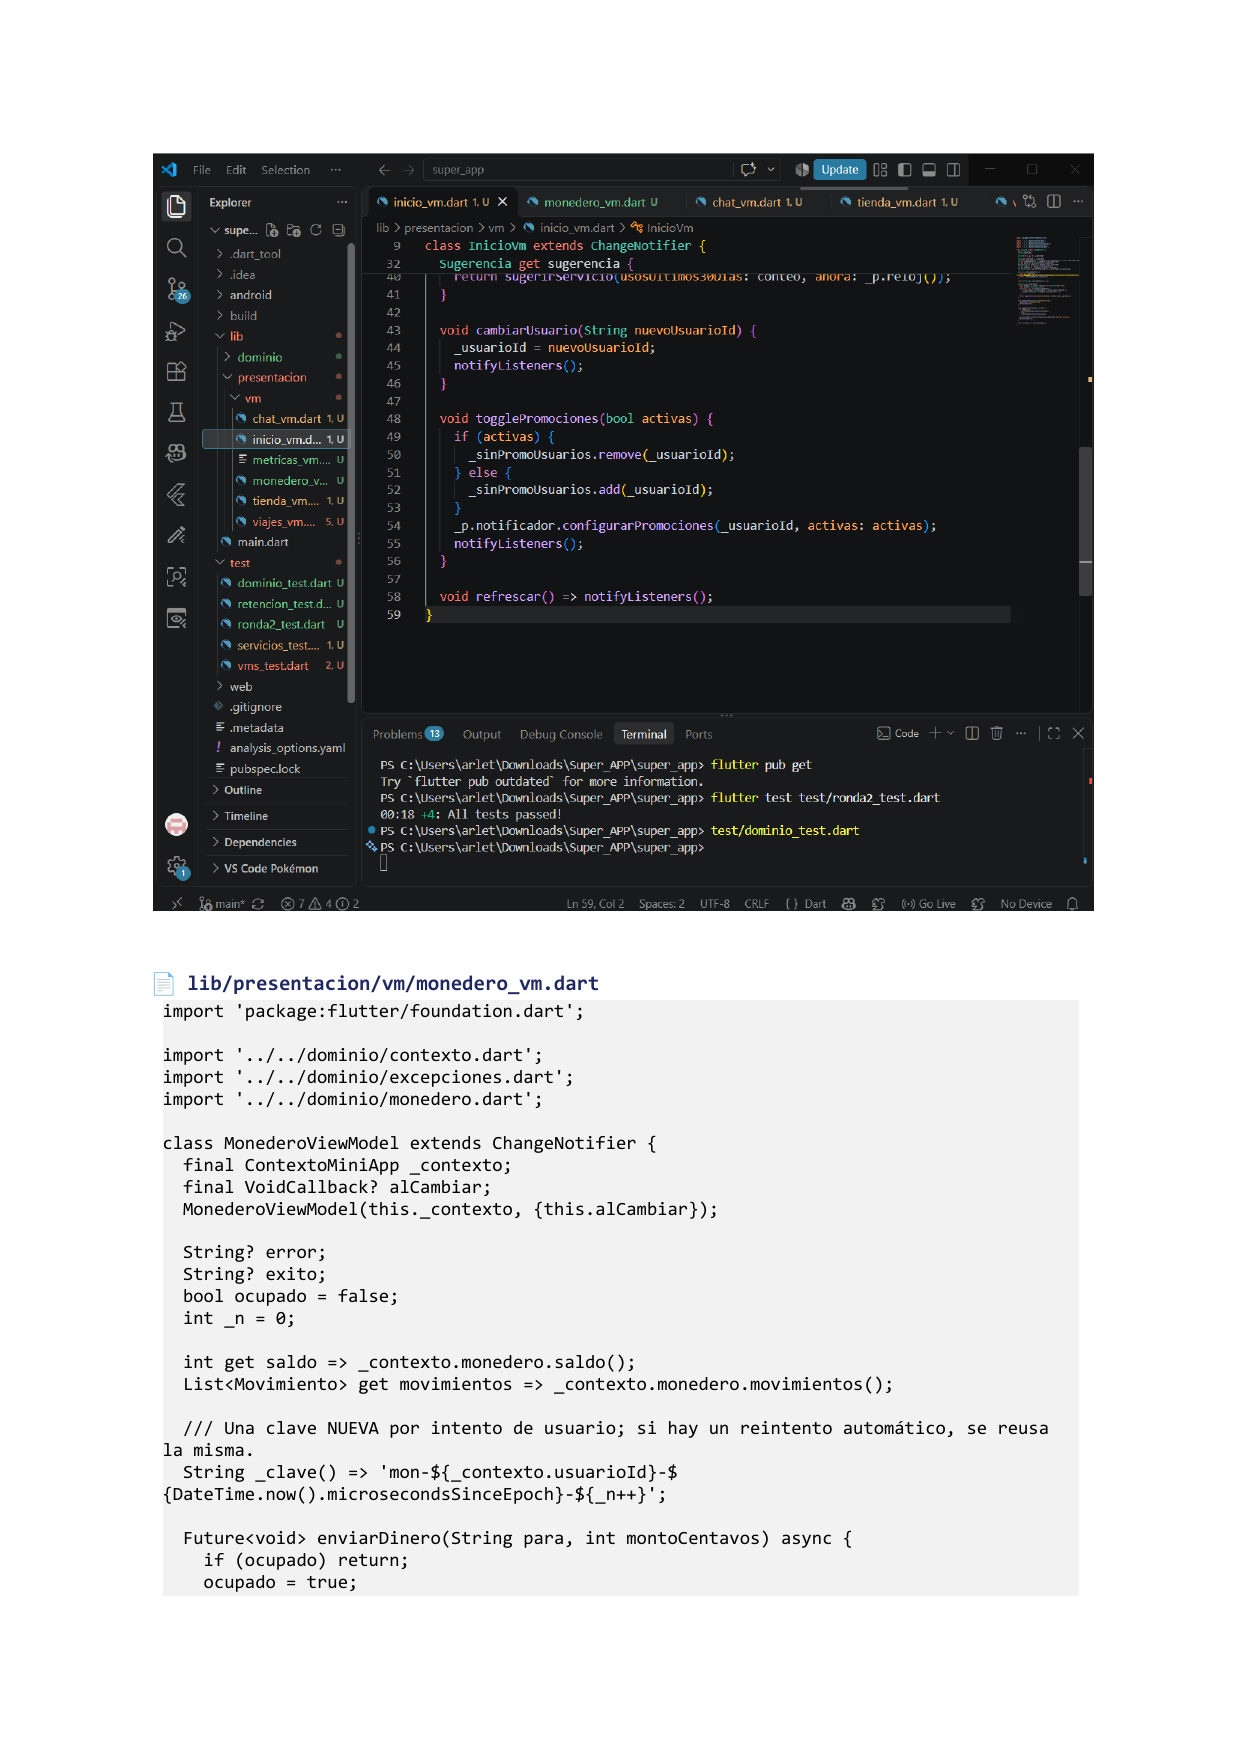 File Edit Selection ··· super_app Update
Explorer ···
inicio_vm.dart 1, U monedero_vm.dart U chat_vm.dart 1, U tienda_vm.dart 1, U
lib > presentacion > vm > inicio_vm.dart > InicioVm
supe...
.dart_tool
.idea
android
build
lib
dominio
presentacion
vm
chat_vm.dart 1, U
inicio_vm.d... 1, U
metricas_vm.... U
monedero_v... U
tienda_vm.... 1, U
viajes_vm.... 5, U
main.dart
test
dominio_test.dart U
retencion_test.d... U
ronda2_test.dart U
servicios_test.... 1, U
vms_test.dart 2, U
web
.gitignore
.metadata
analysis_options.yaml
pubspec.lock
Outline
Timeline
Dependencies
VS Code Pokémon
26
1
9 class InicioVm extends ChangeNotifier {
32 Sugerencia get sugerencia {
40 return sugerirServicio(usosUltimos30Dias: conteo, ahora: _p.reloj());
41 }
42
43 void cambiarUsuario(String nuevoUsuarioId) {
44 _usuarioId = nuevoUsuarioId;
45 notifyListeners();
46 }
47
48 void togglePromociones(bool activas) {
49 if (activas) {
50 _sinPromoUsuarios.remove(_usuarioId);
51 } else {
52 _sinPromoUsuarios.add(_usuarioId);
53 }
54 _p.notificador.configurarPromociones(_usuarioId, activas: activas);
55 notifyListeners();
56 }
57
58 void refrescar() => notifyListeners();
59 }
Problems 13 Output Debug Console Terminal Ports Code
PS C:\Users\arlet\Downloads\Super_APP\super_app> flutter pub get
Try `flutter pub outdated` for more information.
PS C:\Users\arlet\Downloads\Super_APP\super_app> flutter test test/ronda2_test.dart
00:18 +4: All tests passed!
PS C:\Users\arlet\Downloads\Super_APP\super_app> test/dominio_test.dart
PS C:\Users\arlet\Downloads\Super_APP\super_app>
main* 7 4 2 Ln 59, Col 2 Spaces: 2 UTF-8 CRLF { } Dart Go Live No Device
lib/presentacion/vm/monedero_vm.dart
import 'package:flutter/foundation.dart';
import '../../dominio/contexto.dart';
import '../../dominio/excepciones.dart';
import '../../dominio/monedero.dart';
class MonederoViewModel extends ChangeNotifier {
final ContextoMiniApp _contexto;
final VoidCallback? alCambiar;
MonederoViewModel(this._contexto, {this.alCambiar});
String? error;
String? exito;
bool ocupado = false;
int _n = 0;
int get saldo => _contexto.monedero.saldo();
List<Movimiento> get movimientos => _contexto.monedero.movimientos();
/// Una clave NUEVA por intento de usuario; si hay un reintento automático, se reusa
la misma.
String _clave() => 'mon-${_contexto.usuarioId}-$
{DateTime.now().microsecondsSinceEpoch}-${_n++}';
Future<void> enviarDinero(String para, int montoCentavos) async {
if (ocupado) return;
ocupado = true;